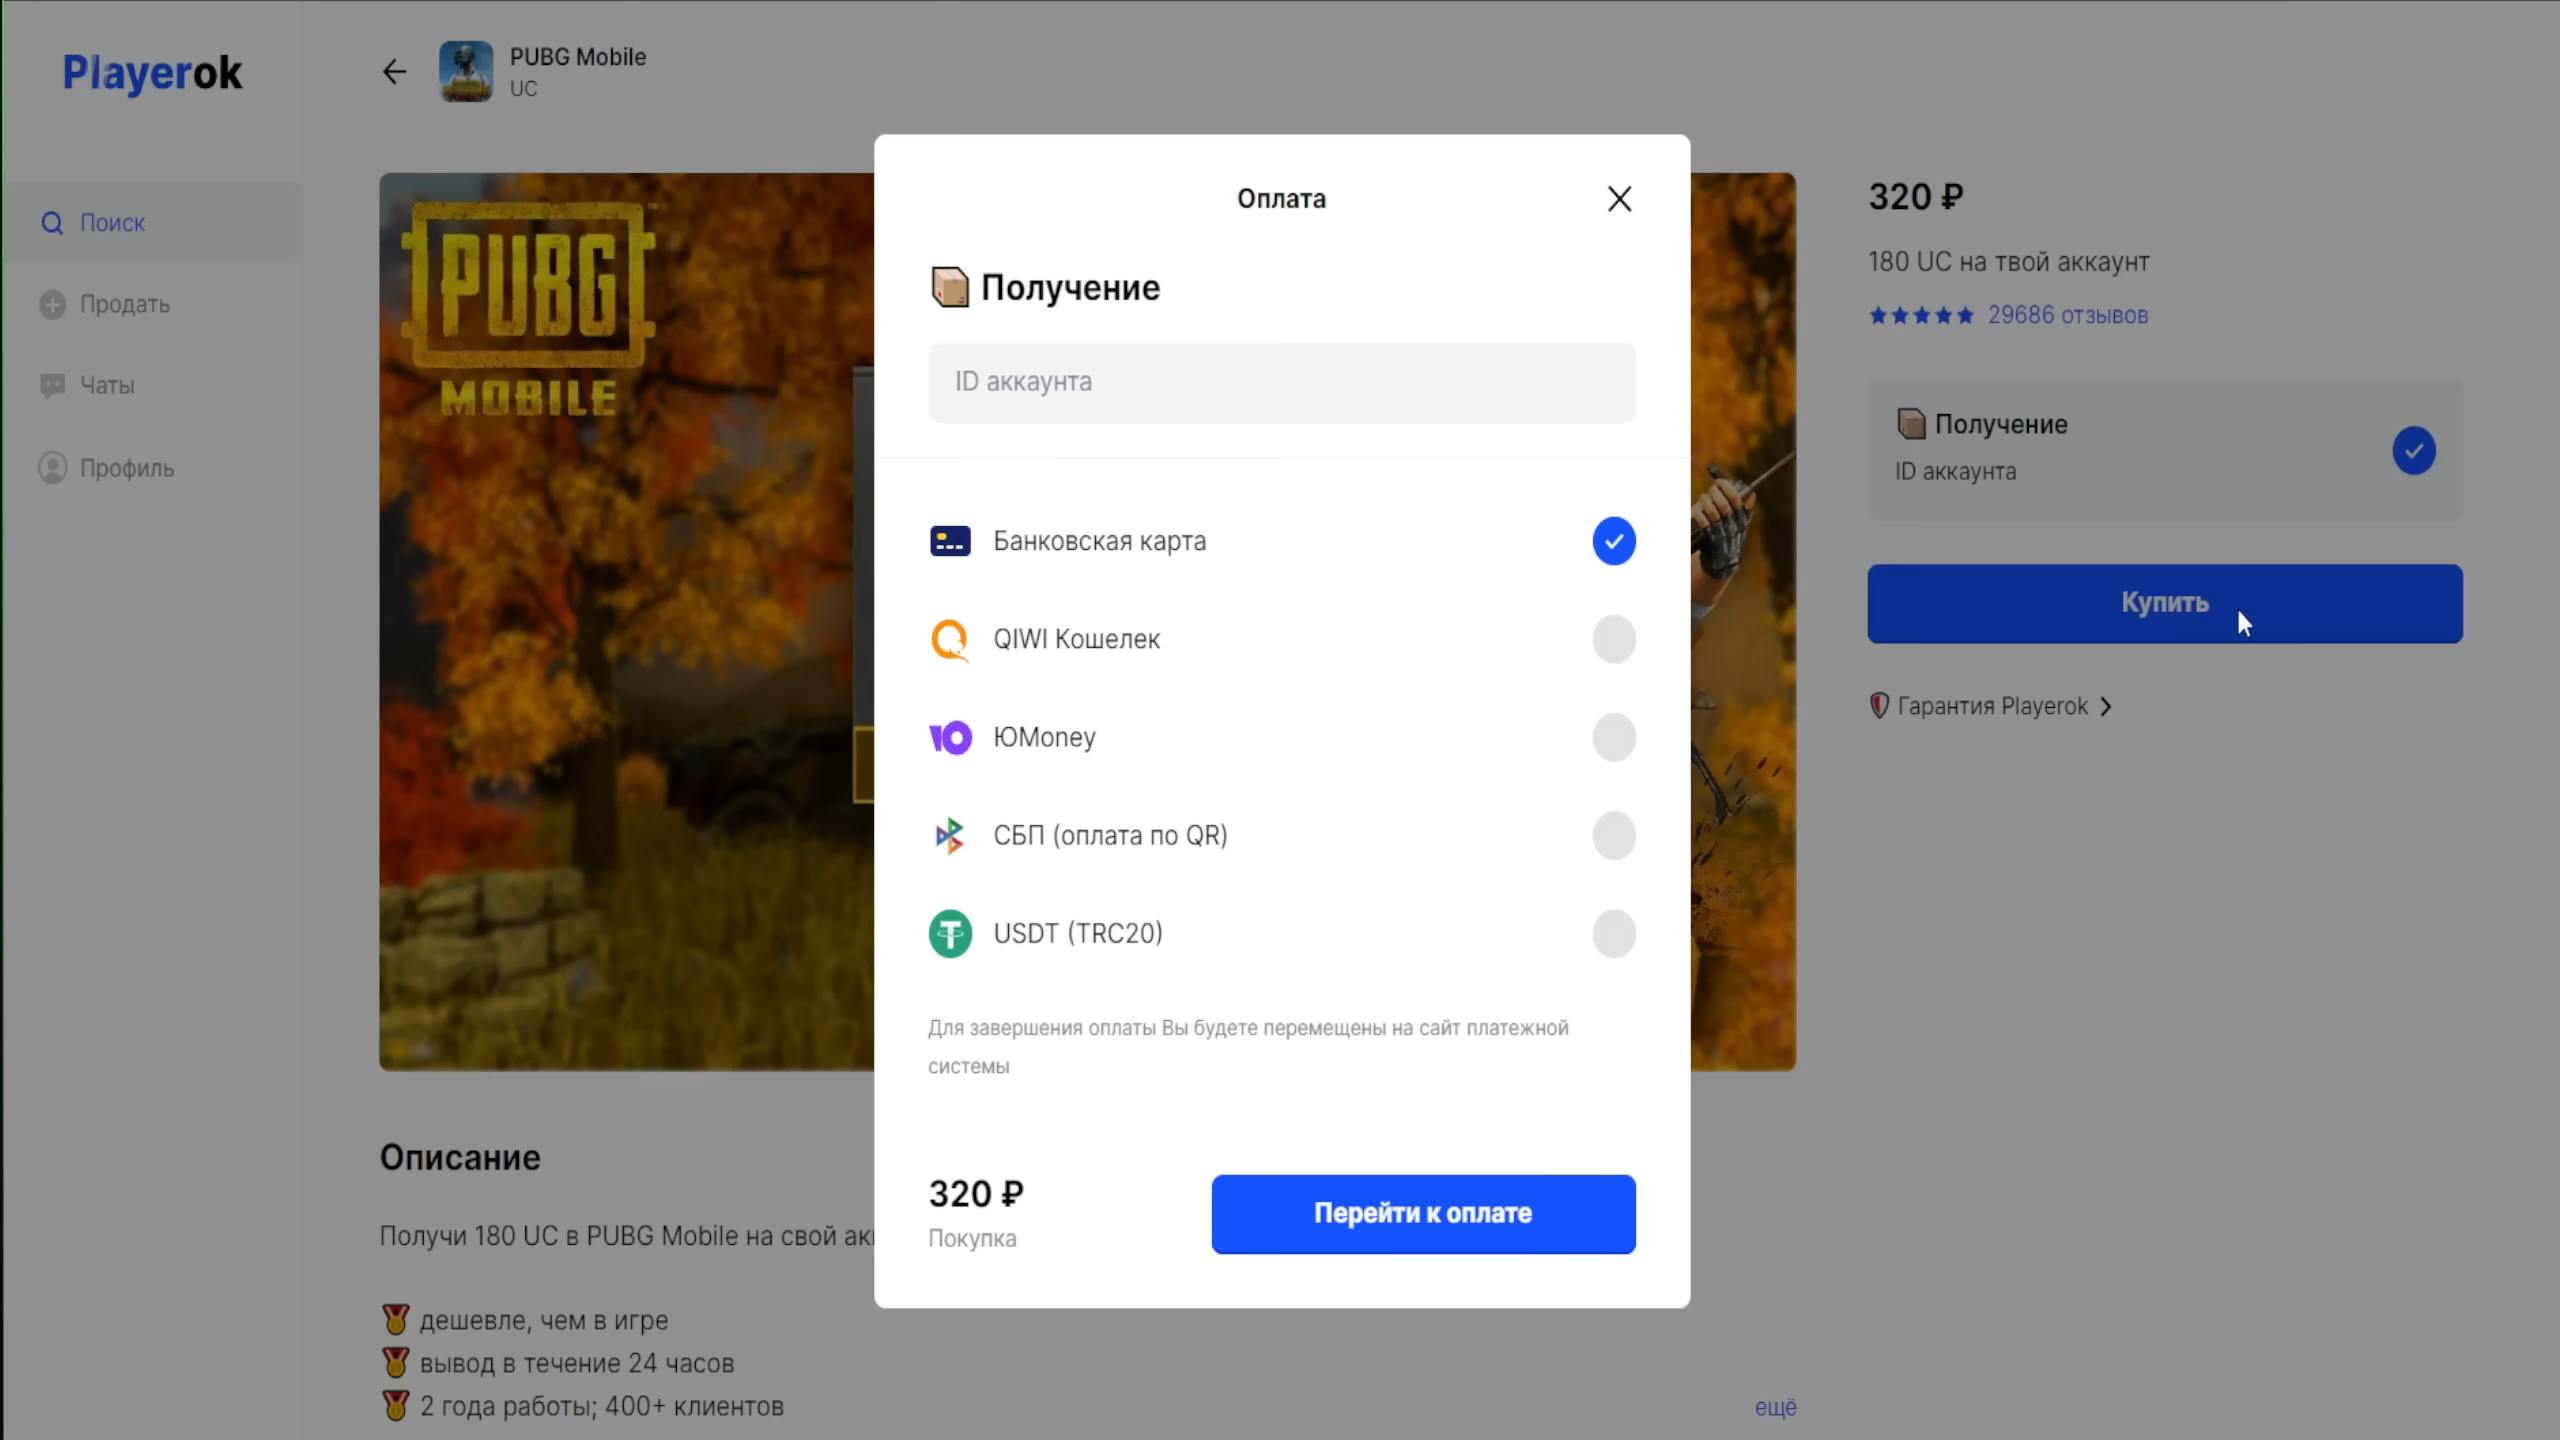 Playerok
PUBG Mobile
UC
Поиск
Продать
Чаты
Профиль
PUBG
MOBILE
Оплата
Получение
ID аккаунта
Банковская карта
QIWI Кошелек
ЮMoney
СБП (оплата по QR)
USDT (TRC20)
Для завершения оплаты Вы будете перемещены на сайт платежной
системы
320 ₽
Покупка
Перейти к оплате
320 ₽
180 UC на твой аккаунт
29686 отзывов
Получение
ID аккаунта
Купить
Гарантия Playerok
Описание
Получи 180 UC в PUBG Mobile на свой ак
дешевле, чем в игре
вывод в течение 24 часов
2 года работы; 400+ клиентов
ещё